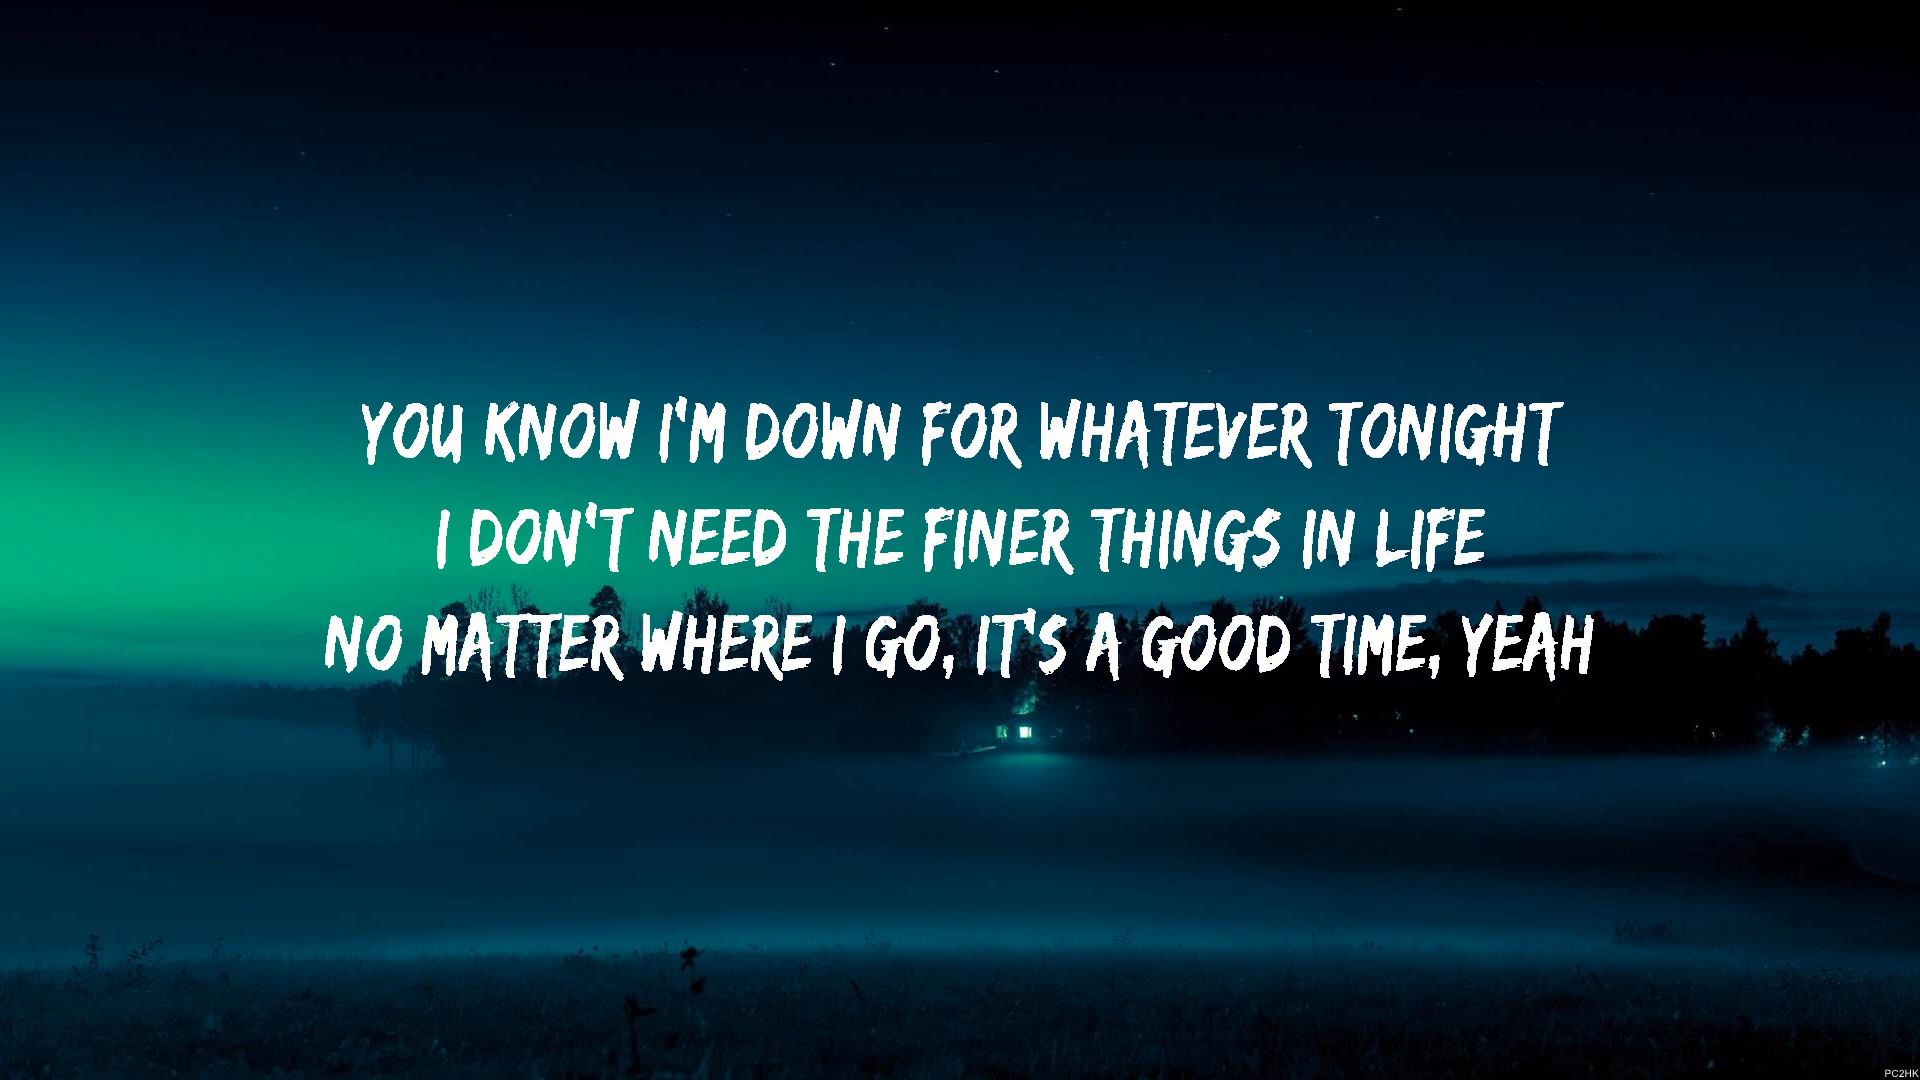 YOU KNOW I'M DOWN FOR WHATEVER TONIGHT
I DON'T NEED THE FINER THINGS IN LIFE
NO MATTER WHERE I GO, IT'S A GOOD TIME, YEAH
PC2HK